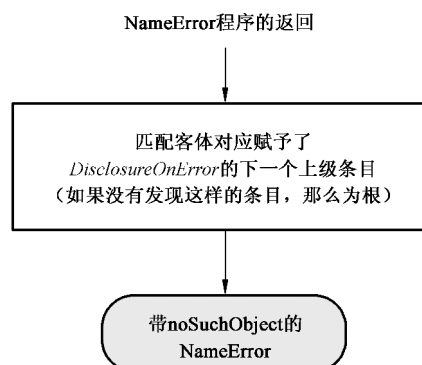 NameError程序的返回
匹配客体对应赋予了
DisclosureOnError的下一个上级条目
（如果没有发现这样的条目，那么为根）
带noSuchObject的
NameError